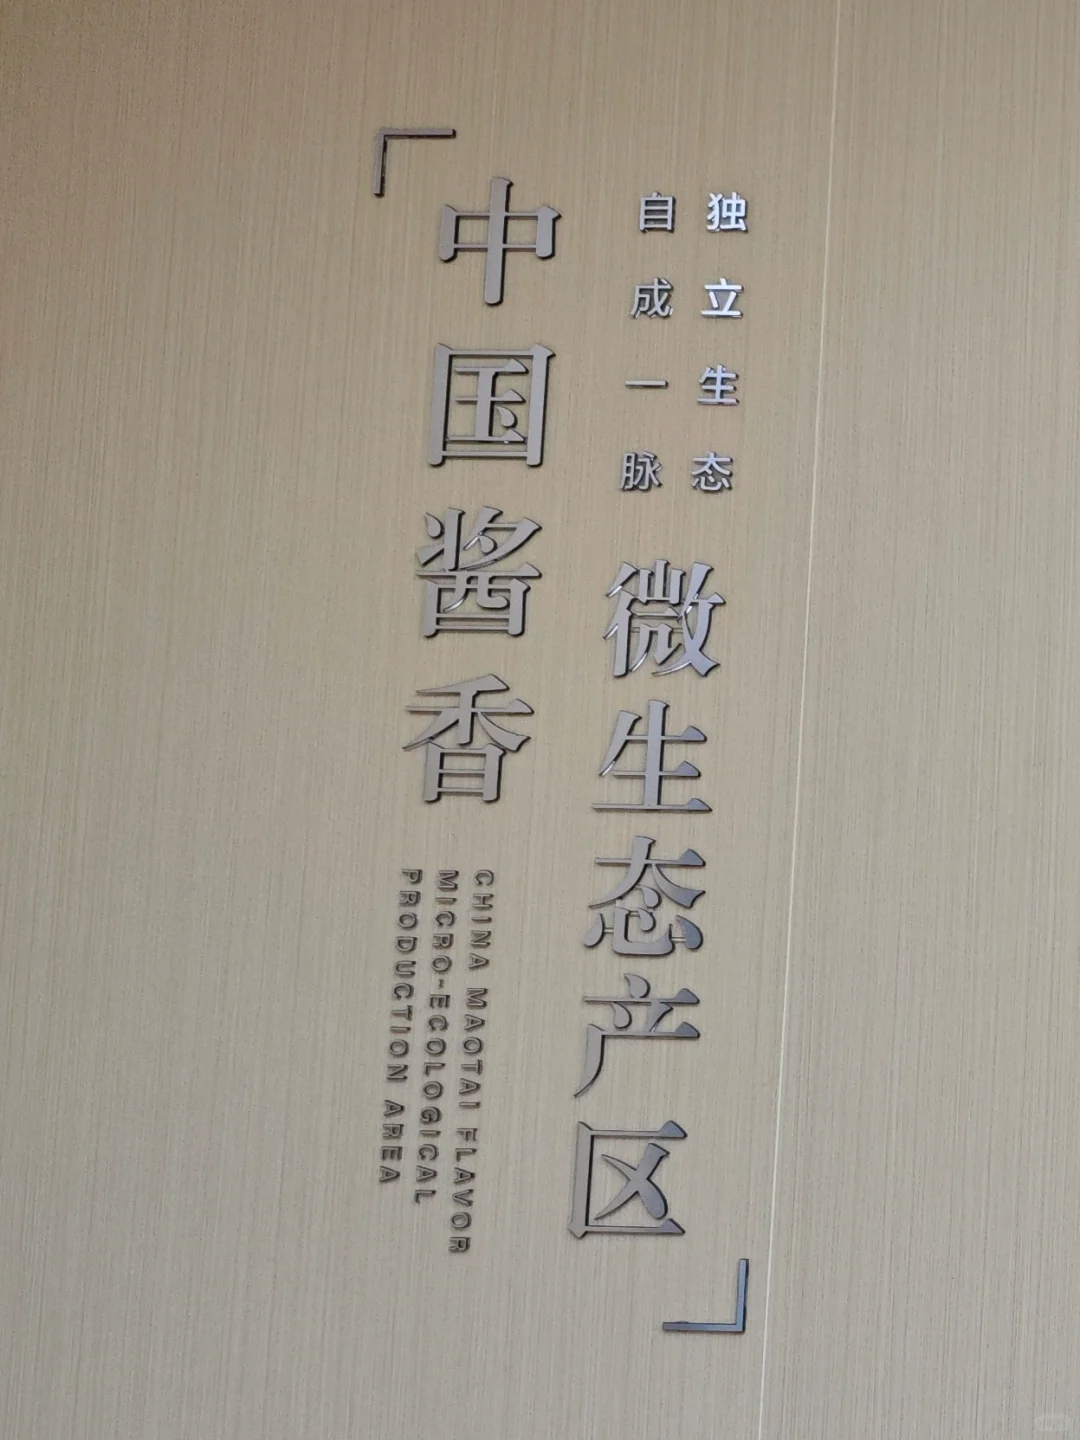 中国酱香
独立生态
自成一脉
微生态产区
CHINA MAOTAI FLAVOR
MICRO-ECOLOGICAL
PRODUCTION AREA